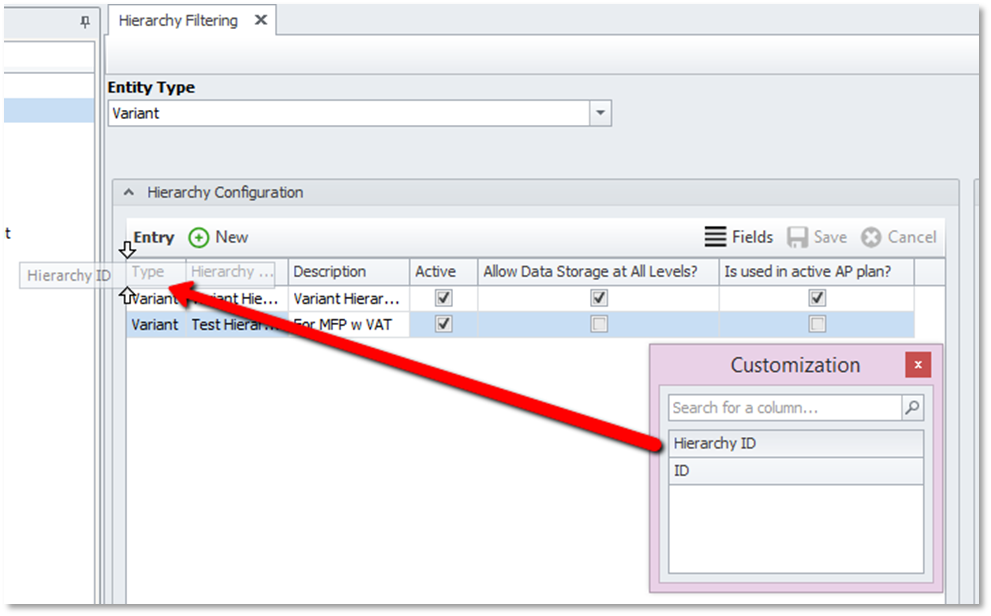 Hierarchy Filtering
Entity Type
Variant
Hierarchy Configuration
t
Entry New Fields Save Cancel
Hierarchy ID
Type Hierarchy ... Description Active Allow Data Storage at All Levels? Is used in active AP plan?
Variant Variant Hie... Variant Hierar...
Variant Test Hierar... For MFP w VAT
Customization
x
Search for a column...
Hierarchy ID
ID